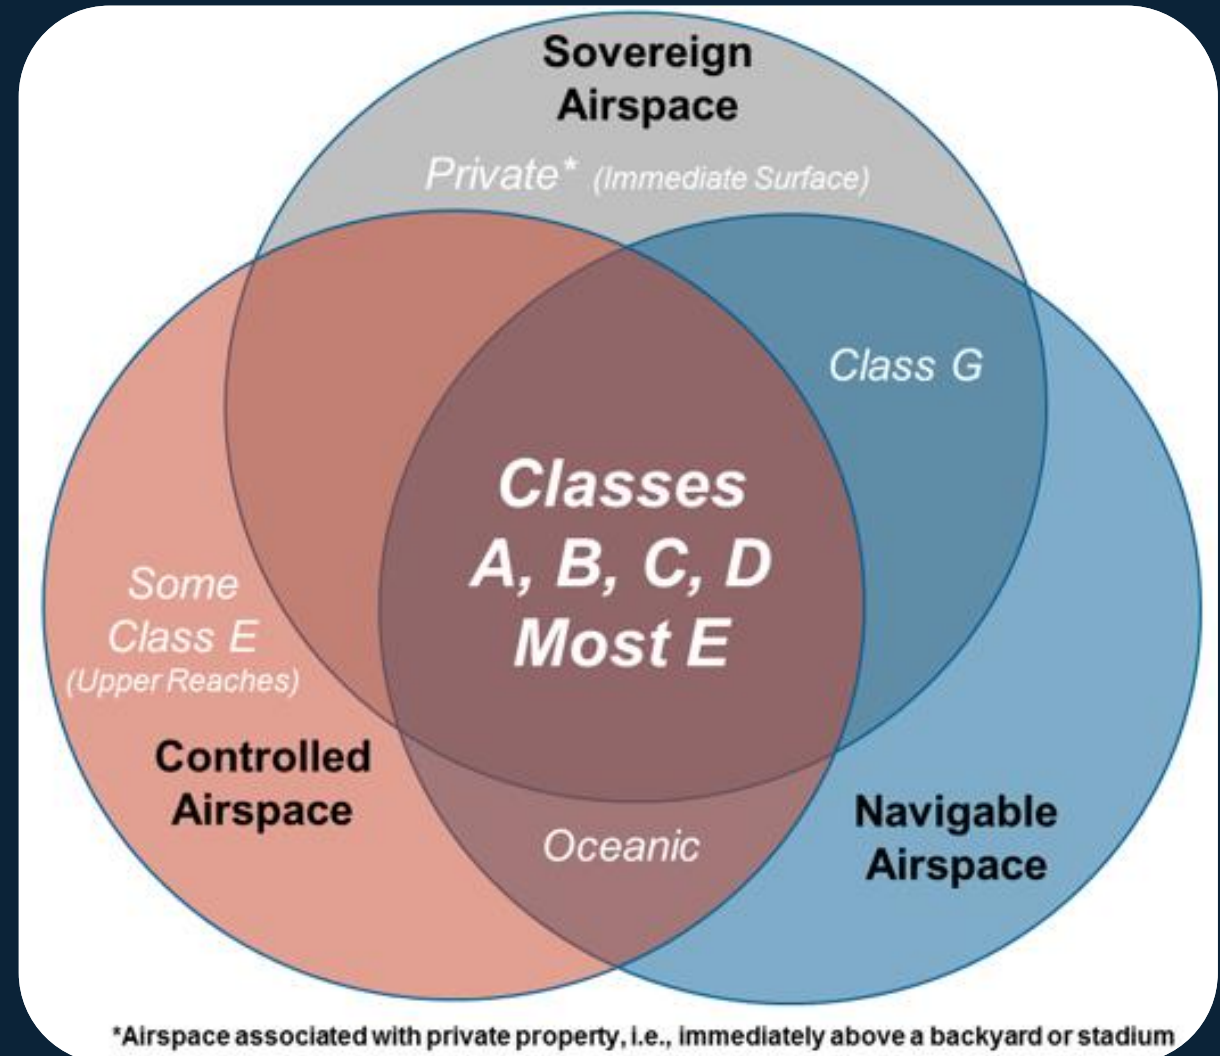 Sovereign
Airspace
Private* (Immediate Surface)
Class G
Classes
A, B, C, D
Most E
Some
Class E
(Upper Reaches)
Controlled
Airspace
Navigable
Airspace
Oceanic
*Airspace associated with private property, i.e., immediately above a backyard or stadium